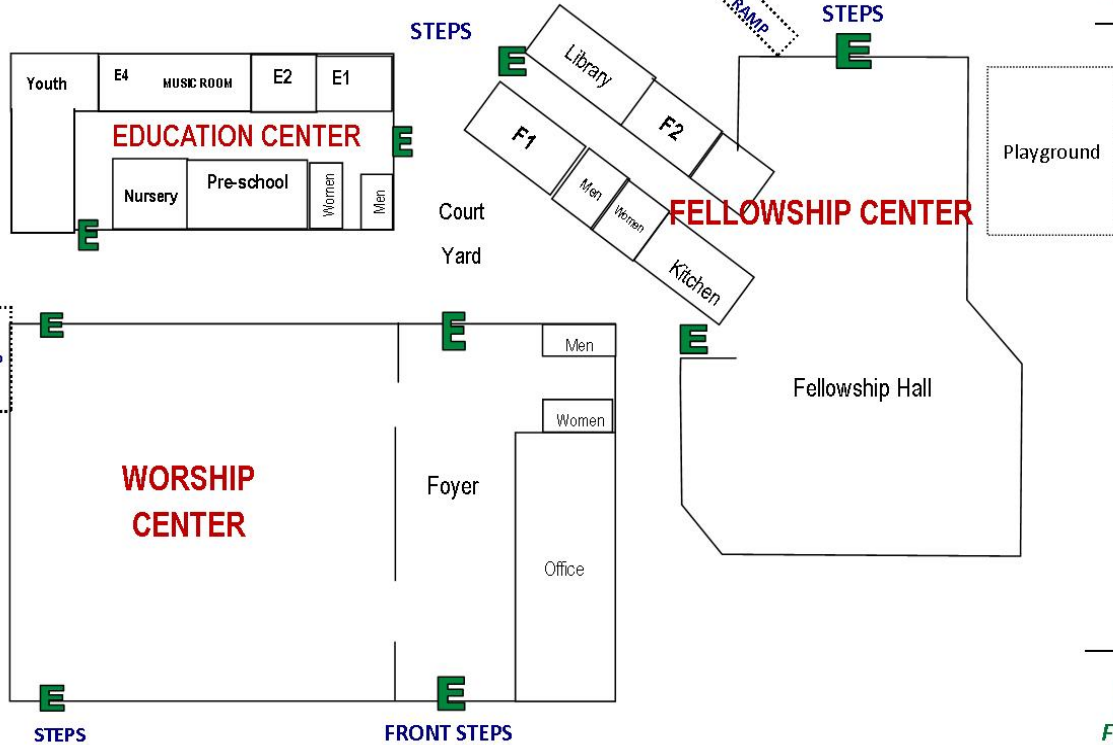 STEPS
RAMP
STEPS
E
E
Youth
E4
MUSIC ROOM
E2
E1
Library
F2
EDUCATION CENTER
E
F1
Playground
Nursery
Pre-school
Women
Men
Men
Women
Kitchen
FELLOWSHIP CENTER
E
Court
Yard
E
E
Men
E
Women
Fellowship Hall
WORSHIP
CENTER
Foyer
Office
E
E
STEPS
FRONT STEPS
F